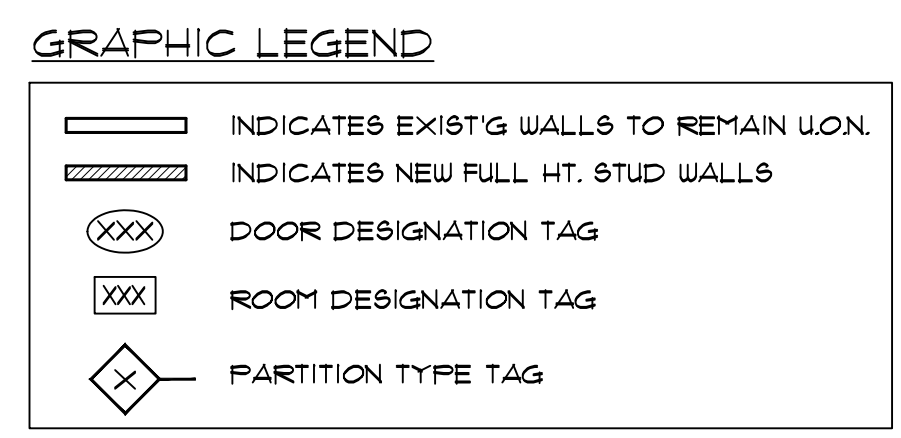 GRAPHIC LEGEND
INDICATES EXIST'G WALLS TO REMAIN U.O.N.
INDICATES NEW FULL HT. STUD WALLS
XXX DOOR DESIGNATION TAG
XXX ROOM DESIGNATION TAG
X PARTITION TYPE TAG